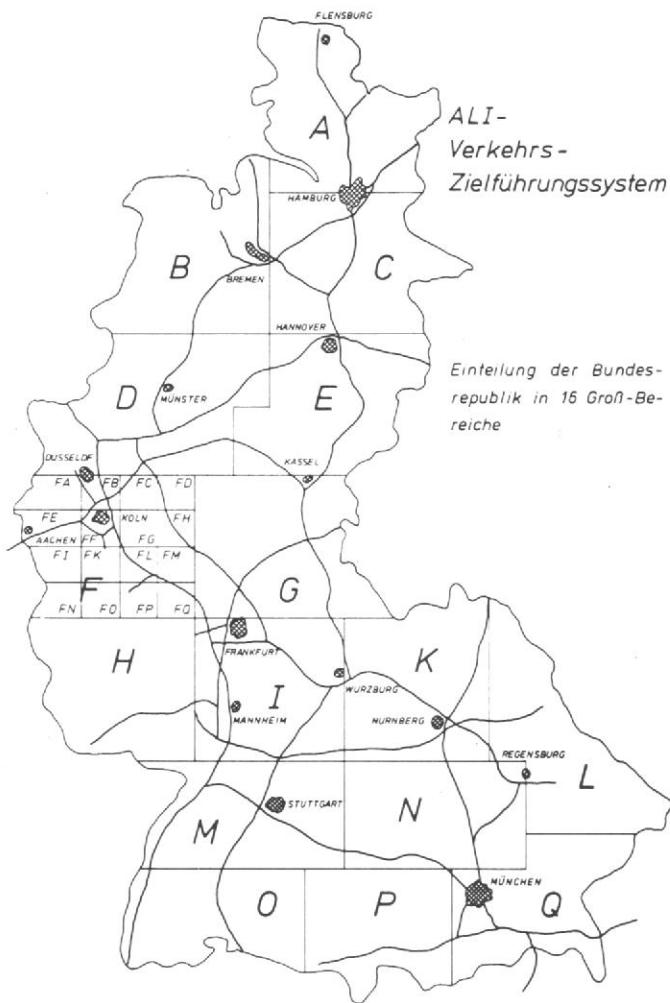 FLENSBURG
A
ALI-
Verkehrs-
Zielführungssystem
HAMBURG
B
C
BREMEN
HANNOVER
Einteilung der Bundes-
republik in 16 Groß-Be-
reiche
D
MÜNSTER
E
DÜSSELDF
KASSEL
FA FB FC FD
FE KÖLN FH
AACHEN FF FG
FI FK FL FM
F
G
FN FO FP FQ
H
FRANKFURT
K
I
WÜRZBURG
MANNHEIM
NÜRNBERG
REGENSBURG
L
STUTTGART
M
N
MÜNCHEN
O
P
Q